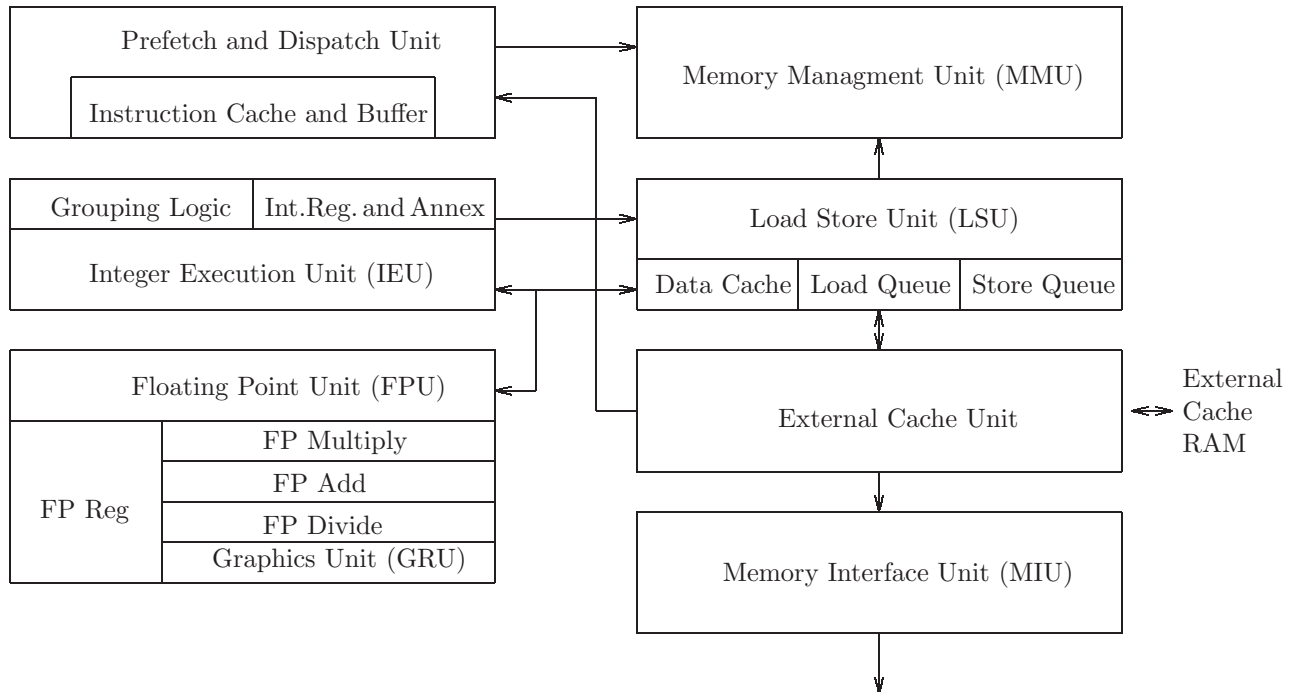 Prefetch and Dispatch Unit
Instruction Cache and Buffer
Memory Managment Unit (MMU)
Grouping Logic
Int.Reg. and Annex
Integer Execution Unit (IEU)
Load Store Unit (LSU)
Data Cache
Load Queue
Store Queue
Floating Point Unit (FPU)
FP Reg
FP Multiply
FP Add
FP Divide
Graphics Unit (GRU)
External Cache Unit
External
Cache
RAM
Memory Interface Unit (MIU)